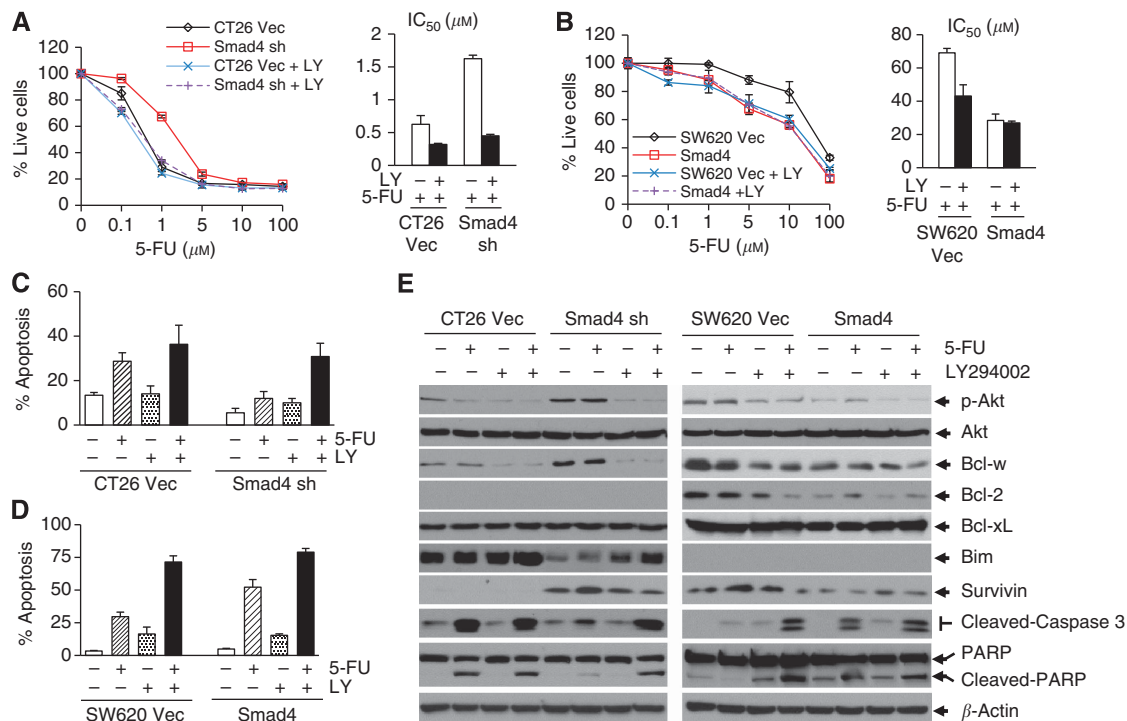 A
CT26 Vec
Smad4 sh
CT26 Vec + LY
Smad4 sh + LY
% Live cells
120
100
80
60
40
20
0
0 0.1 1 5 10 100
5-FU (μM)
IC50 (μM)
2
1.5
1
0.5
0
LY − + − +
5-FU + + + +
CT26 Vec
Smad4 sh
B
% Live cells
120
100
80
60
40
20
0
SW620 Vec
Smad4
SW620 Vec + LY
Smad4 +LY
0 0.1 1 5 10 100
5-FU (μM)
IC50 (μM)
80
60
40
20
0
LY − + − +
5-FU + + + +
SW620 Vec
Smad4
C
% Apoptosis
60
40
20
0
− + − + − + − + 5-FU
− − + + − − + + LY
CT26 Vec Smad4 sh
D
% Apoptosis
100
75
50
25
0
− + − + − + − + 5-FU
− − + + − − + + LY
SW620 Vec Smad4
E
CT26 Vec Smad4 sh SW620 Vec Smad4
− + − + − + − + − + − + − + − + 5-FU
− − + + − − + + − − + + − − + + LY294002
p-Akt
Akt
Bcl-w
Bcl-2
Bcl-xL
Bim
Survivin
Cleaved-Caspase 3
PARP
Cleaved-PARP
β-Actin